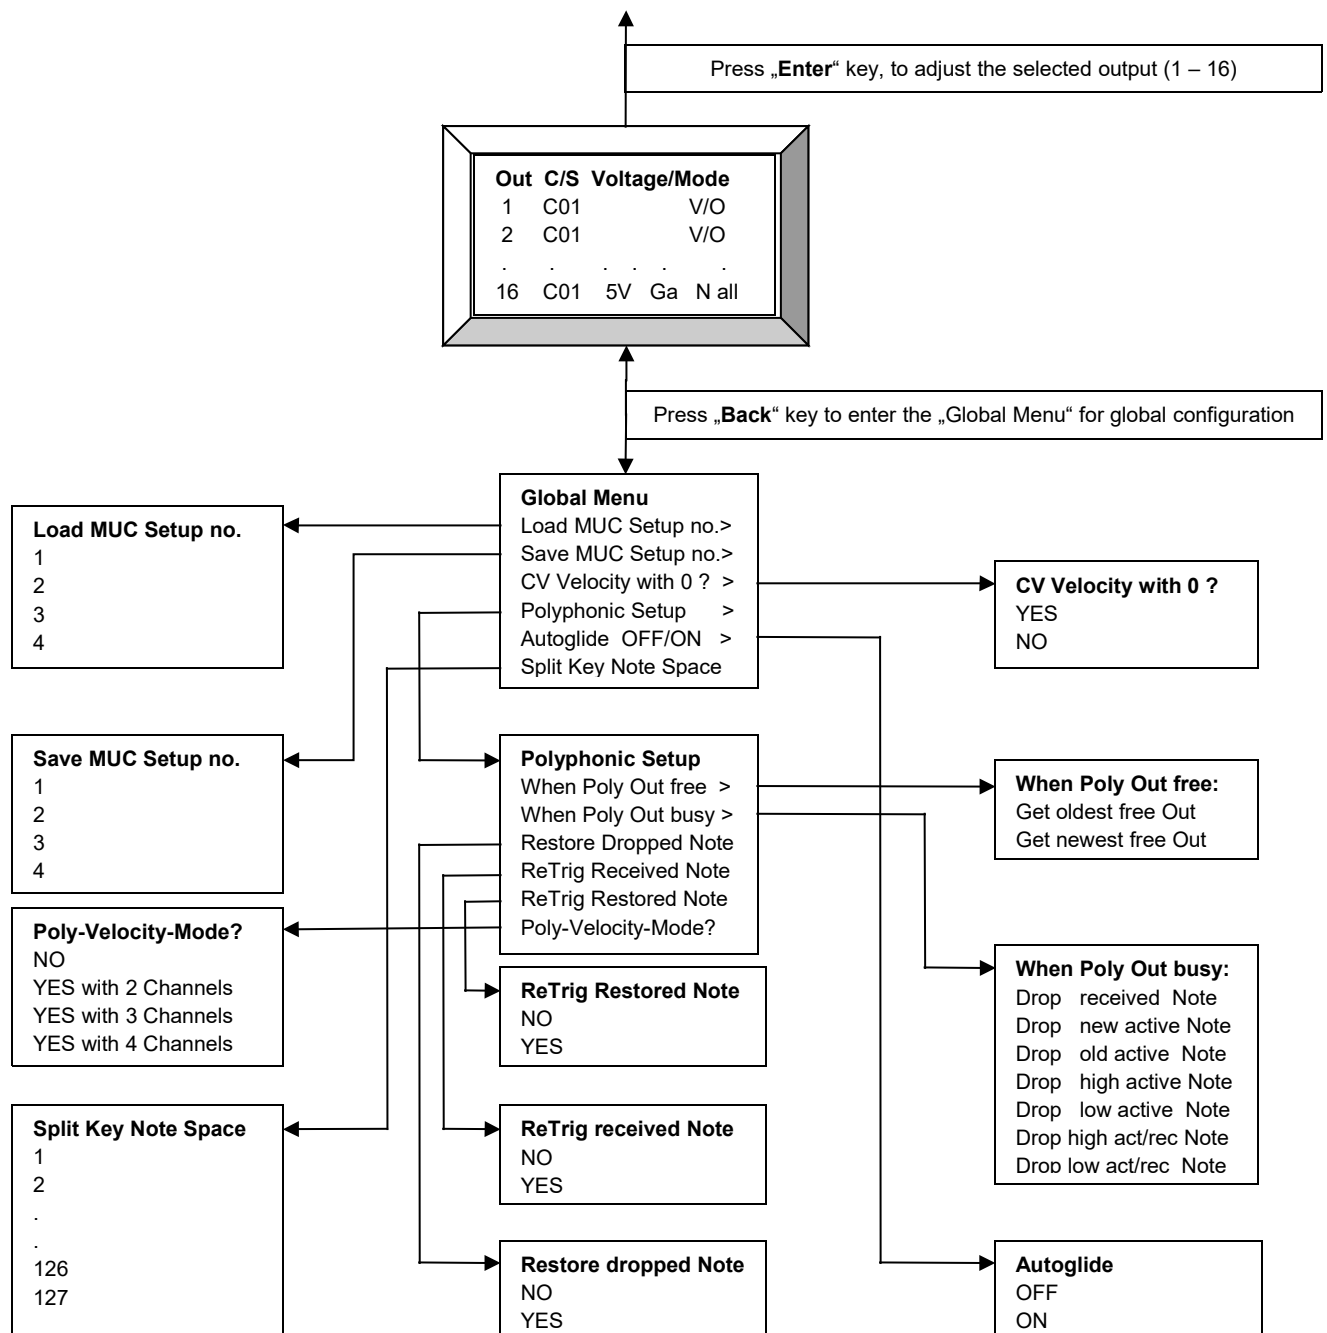 Press „Enter“ key, to adjust the selected output (1 – 16)
Out C/S Voltage/Mode
1 C01 V/O
2 C01 V/O
. . . . . .
16 C01 5V Ga N all
Press „Back“ key to enter the „Global Menu“ for global configuration
Global Menu
Load MUC Setup no.>
Save MUC Setup no.>
CV Velocity with 0 ? >
Polyphonic Setup >
Autoglide OFF/ON >
Split Key Note Space
Load MUC Setup no.
1
2
3
4
CV Velocity with 0 ?
YES
NO
Save MUC Setup no.
1
2
3
4
Polyphonic Setup
When Poly Out free >
When Poly Out busy >
Restore Dropped Note
ReTrig Received Note
ReTrig Restored Note
Poly-Velocity-Mode?
When Poly Out free:
Get oldest free Out
Get newest free Out
Poly-Velocity-Mode?
NO
YES with 2 Channels
YES with 3 Channels
YES with 4 Channels
ReTrig Restored Note
NO
YES
When Poly Out busy:
Drop received Note
Drop new active Note
Drop old active Note
Drop high active Note
Drop low active Note
Drop high act/rec Note
Drop low act/rec Note
Split Key Note Space
1
2
.
.
126
127
ReTrig received Note
NO
YES
Restore dropped Note
NO
YES
Autoglide
OFF
ON